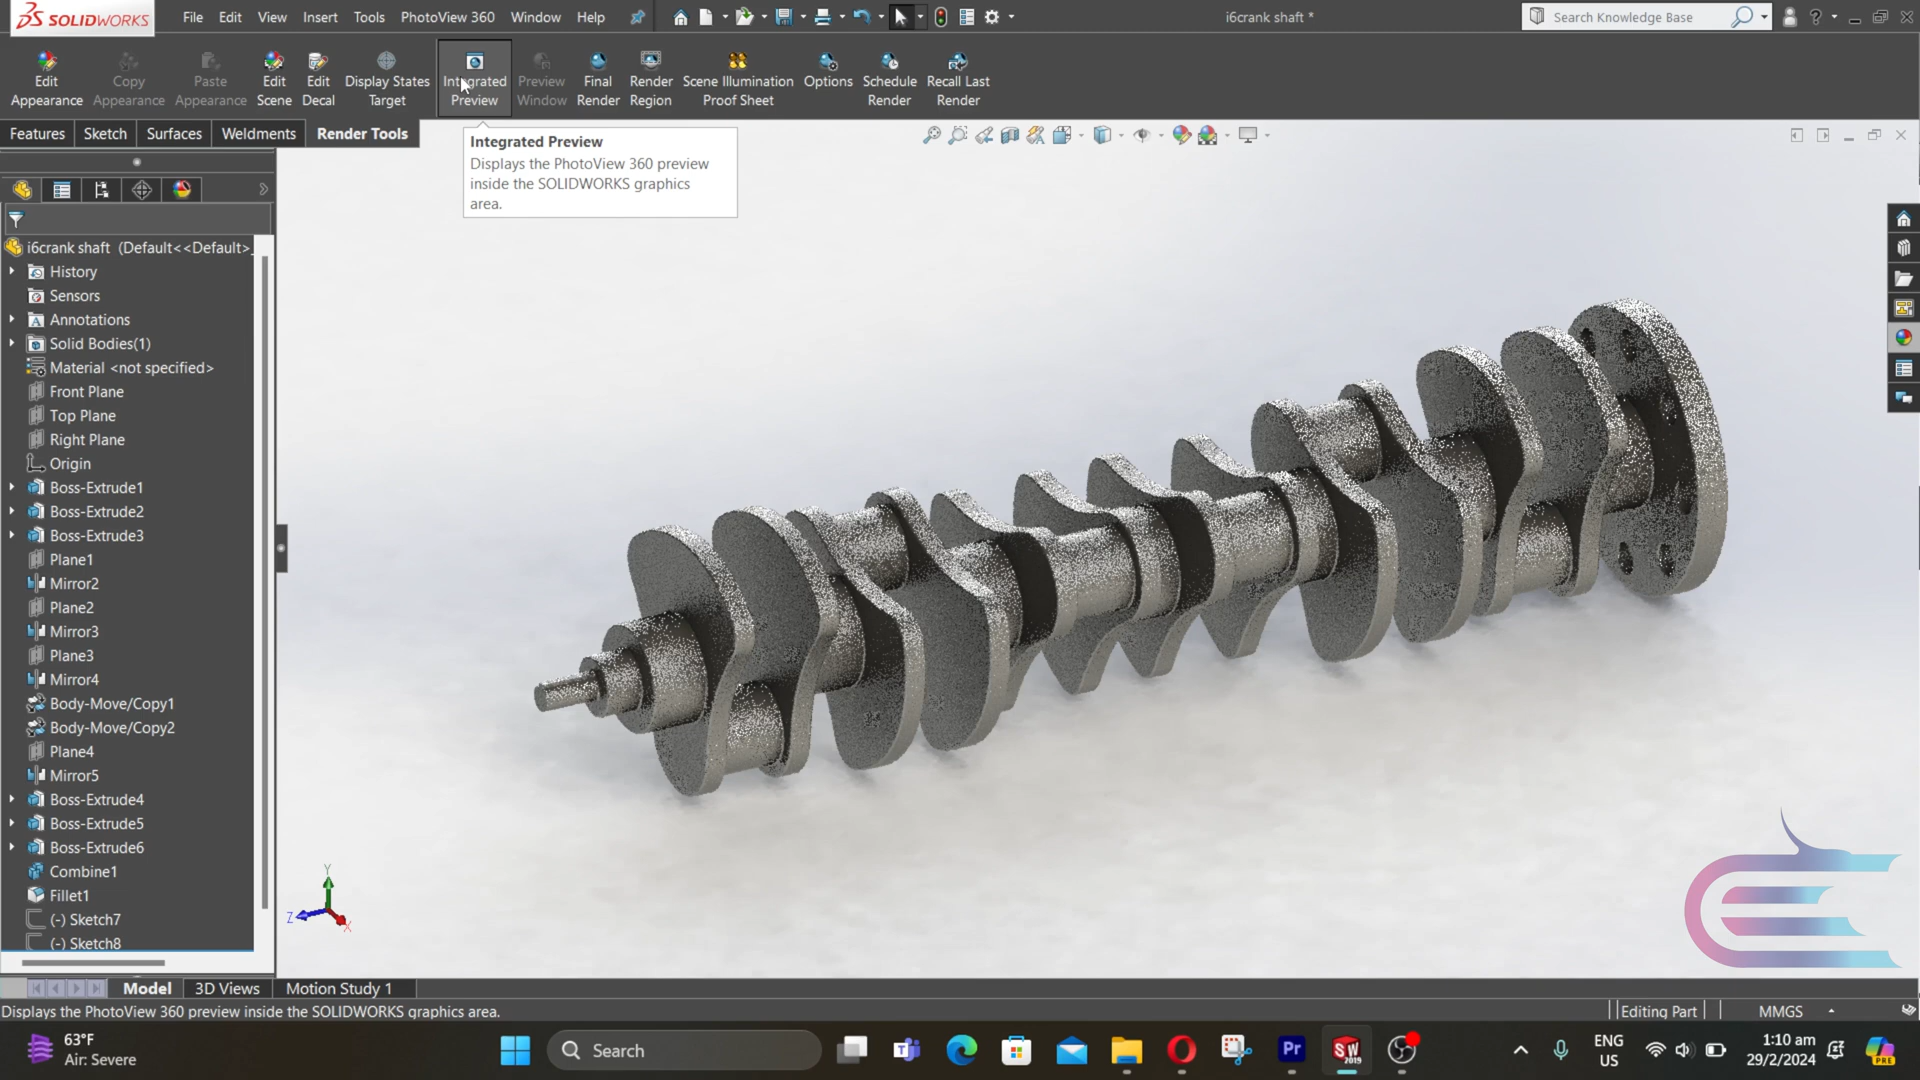 SOLIDWORKS File Edit View Insert Tools PhotoView 360 Window Help i6crank shaft * Search Knowledge Base ?
Edit Appearance
Copy Appearance
Paste Appearance
Edit Scene
Edit Decal
Display States Target
Integrated Preview
Preview Window
Final Render
Render Region
Scene Illumination Proof Sheet
Options
Schedule Render
Recall Last Render
Features Sketch Surfaces Weldments Render Tools
Integrated Preview
Displays the PhotoView 360 preview
inside the SOLIDWORKS graphics
area.
i6crank shaft (Default<<Default>_
History
Sensors
Annotations
Solid Bodies(1)
Material <not specified>
Front Plane
Top Plane
Right Plane
Origin
Boss-Extrude1
Boss-Extrude2
Boss-Extrude3
Plane1
Mirror2
Plane2
Mirror3
Plane3
Mirror4
Body-Move/Copy1
Body-Move/Copy2
Plane4
Mirror5
Boss-Extrude4
Boss-Extrude5
Boss-Extrude6
Combine1
Fillet1
(-) Sketch7
(-) Sketch8
Y
Z
X
Model 3D Views Motion Study 1
Displays the PhotoView 360 preview inside the SOLIDWORKS graphics area. Editing Part MMGS
63°F
Air: Severe
Search
Pr
SW
2019
ENG
US
1:10 am
29/2/2024
PRE